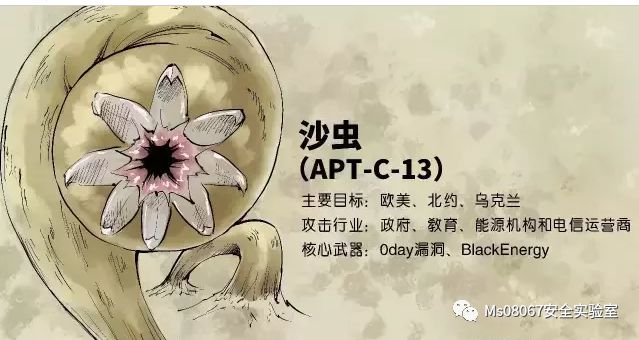 沙虫
（APT-C-13）
主要目标：欧美、北约、乌克兰
攻击行业：政府、教育、能源机构和电信运营商
核心武器：0day漏洞、BlackEnergy
Ms08067安全实验室